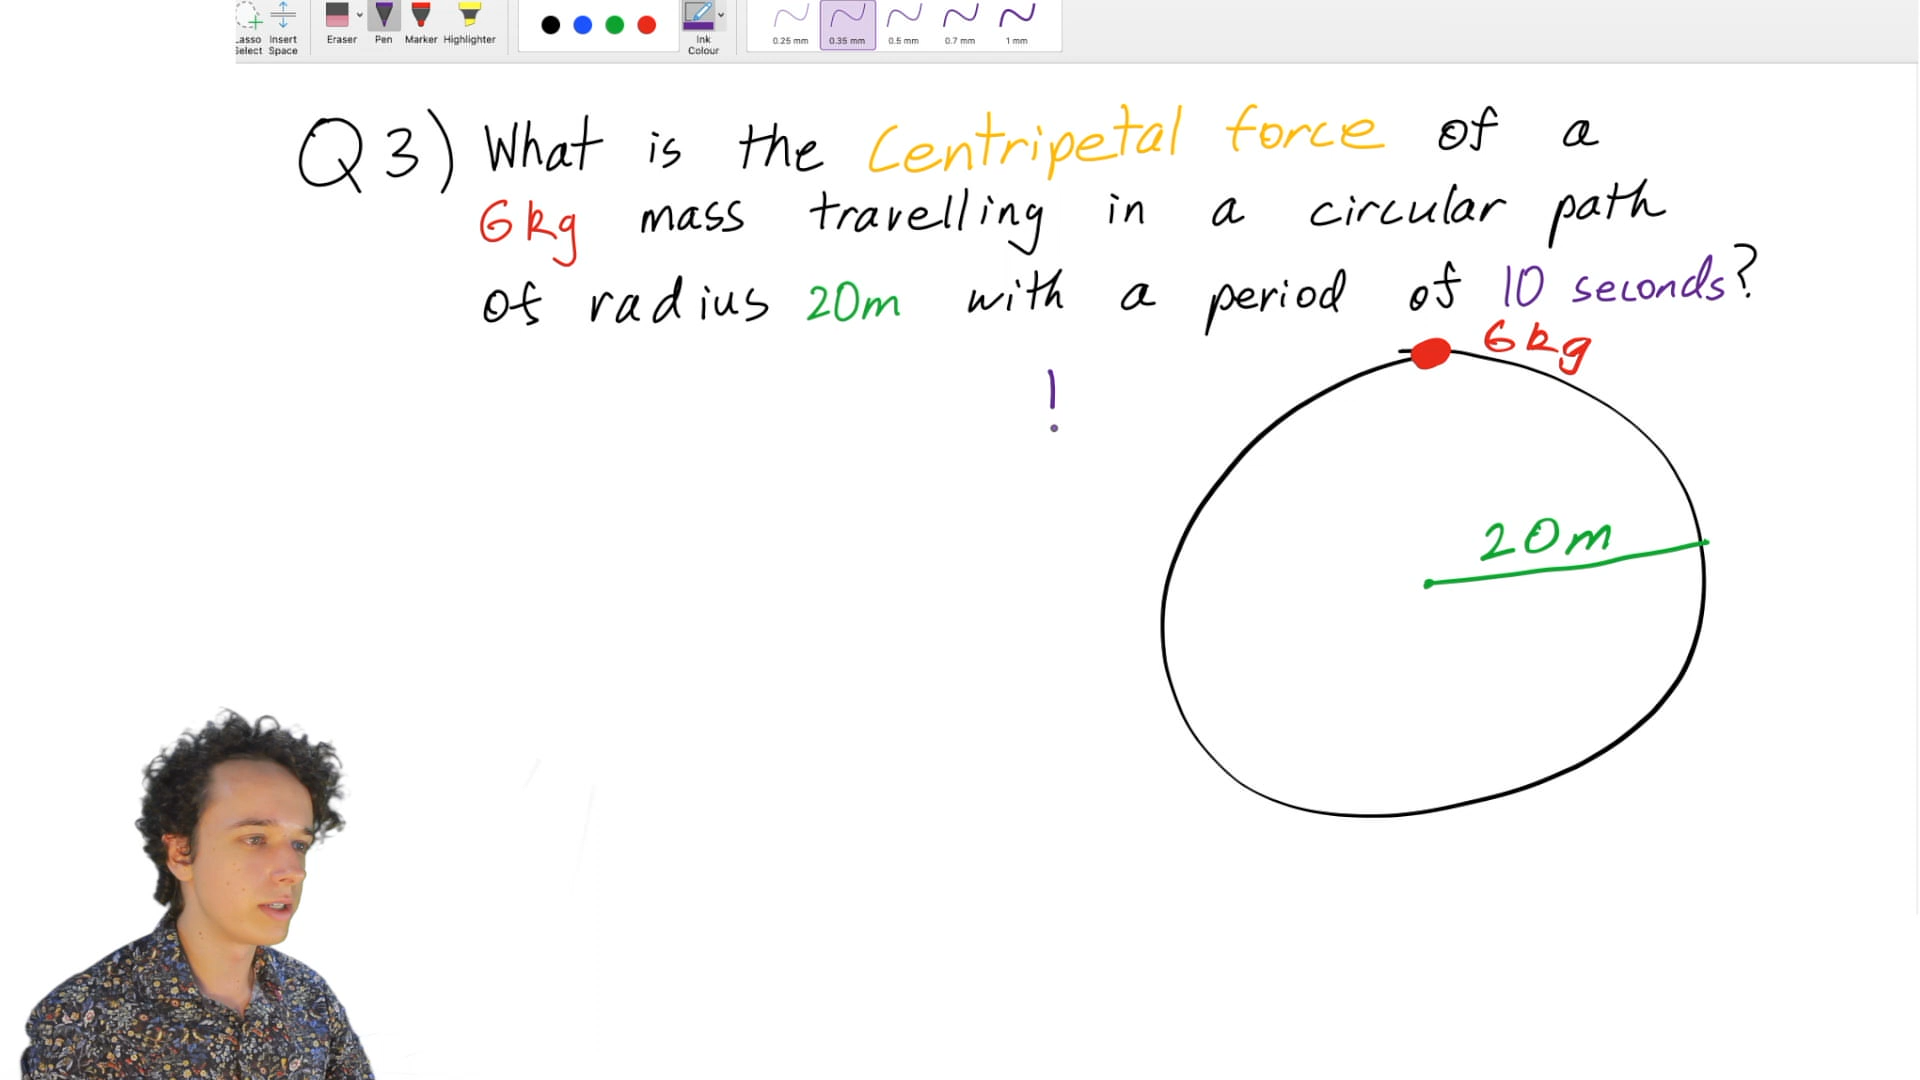 Lasso Select
Insert Space
Eraser
Pen
Marker
Highlighter
Ink Colour
0.25 mm
0.35 mm
0.5 mm
0.7 mm
1 mm
Q3) What is the Centripetal force of a
6kg mass travelling in a circular path
of radius 20m with a period of 10 seconds?
6kg
!
20m